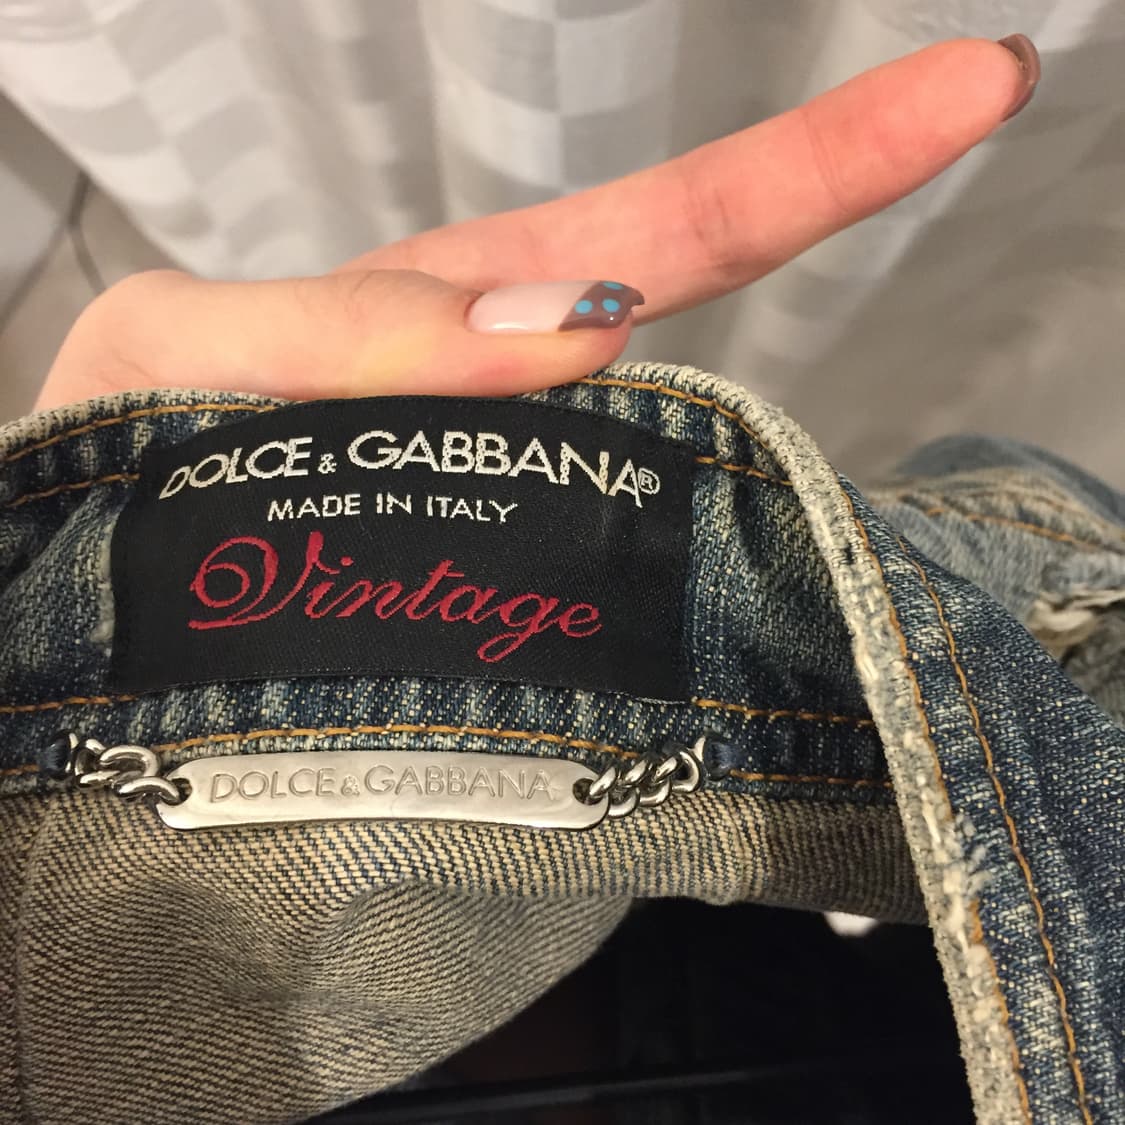 DOLCE & GABBANA®
MADE IN ITALY
Vintage
DOLCE & GABBANA